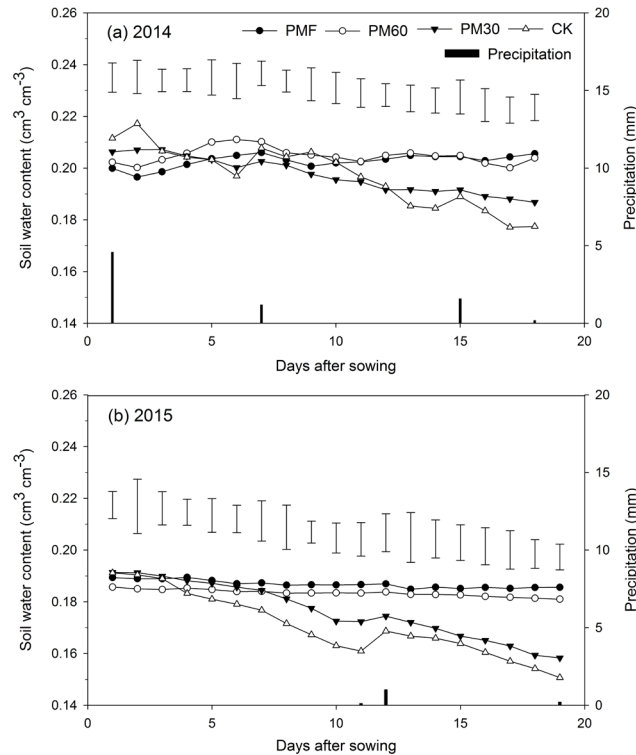 (a) 2014
PMF PM60 PM30 CK
Precipitation
0.26
0.24
0.22
0.20
0.18
0.16
0.14
Soil water content (cm³ cm⁻³)
20
15
10
5
0
Precipitation (mm)
0 5 10 15 20
Days after sowing
(b) 2015
0.26
0.24
0.22
0.20
0.18
0.16
0.14
Soil water content (cm³ cm⁻³)
20
15
10
5
0
Precipitation (mm)
0 5 10 15 20
Days after sowing